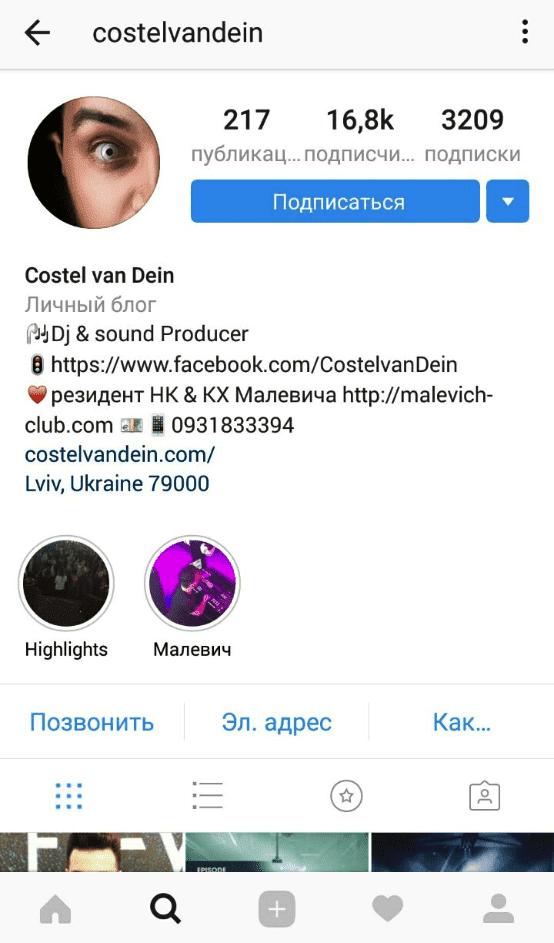 costelvandein
217 16,8k 3209
публикац... подписчи... подписки
Подписаться
Costel van Dein
Личный блог
Dj & sound Producer
https://www.facebook.com/CostelvanDein
резидент НК & КХ Малевича http://malevich-
club.com 0931833394
costelvandein.com/
Lviv, Ukraine 79000
Highlights Малевич
Позвонить Эл. адрес Как...
EPISODE